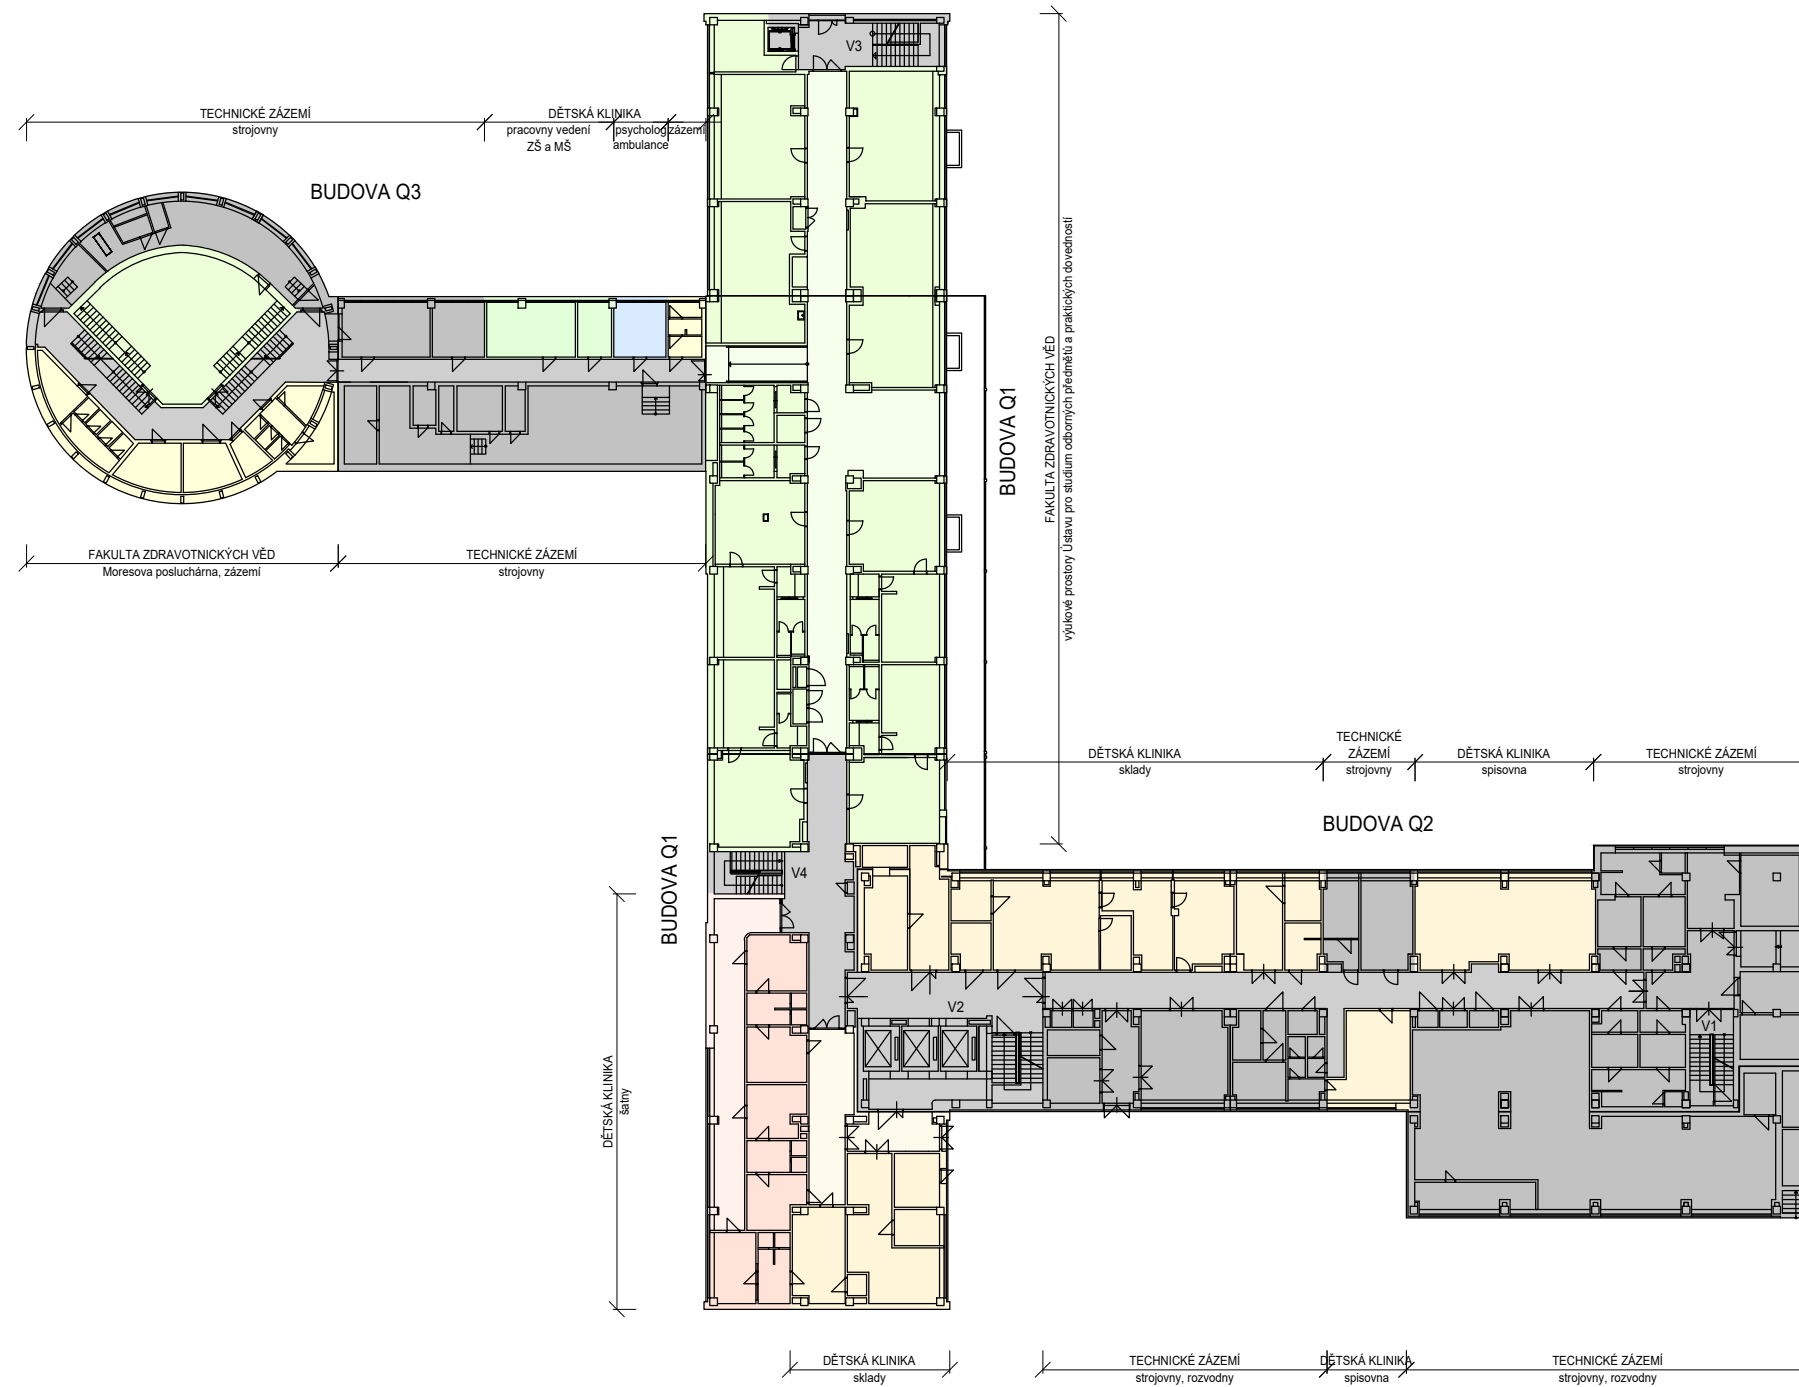 V3
TECHNICKÉ ZÁZEMÍ
strojovny
DĚTSKÁ KLINIKA
pracovny vedení
ZŠ a MŠ
psycholog
ambulance
zázemí
BUDOVA Q3
FAKULTA ZDRAVOTNICKÝCH VĚD
výukové prostory Ústavu pro studium odborných předmětů a praktických dovedností
BUDOVA Q1
FAKULTA ZDRAVOTNICKÝCH VĚD
Moresova posluchárna, zázemí
TECHNICKÉ ZÁZEMÍ
strojovny
DĚTSKÁ KLINIKA
sklady
TECHNICKÉ
ZÁZEMÍ
strojovny
DĚTSKÁ KLINIKA
spisovna
TECHNICKÉ ZÁZEMÍ
strojovny
BUDOVA Q2
BUDOVA Q1
V4
V2
V1
DĚTSKÁ KLINIKA
šatny
DĚTSKÁ KLINIKA
sklady
TECHNICKÉ ZÁZEMÍ
strojovny, rozvodny
DĚTSKÁ KLINIKA
spisovna
TECHNICKÉ ZÁZEMÍ
strojovny, rozvodny